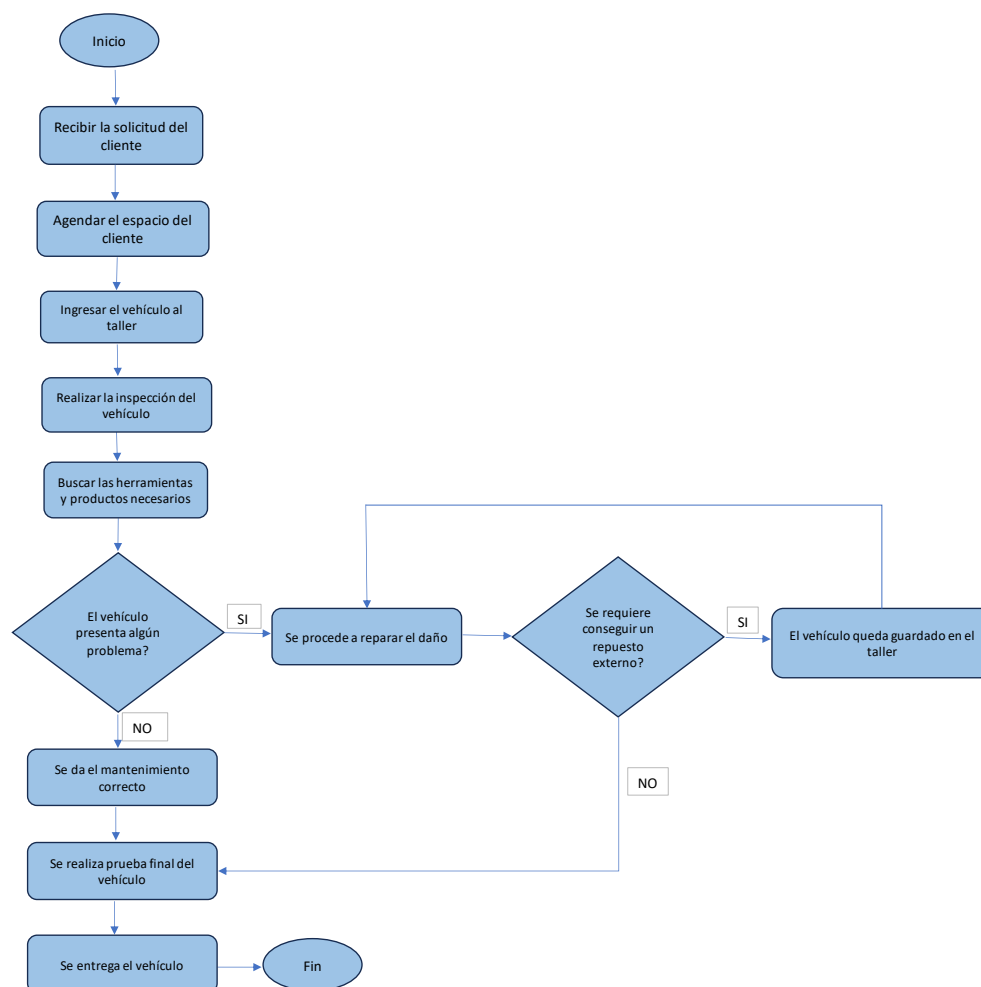 Inicio
Recibir la solicitud del
cliente
Agendar el espacio del
cliente
Ingresar el vehículo al
taller
Realizar la inspección del
vehículo
Buscar las herramientas
y productos necesarios
El vehículo
presenta algún
problema?
SI
Se procede a reparar el daño
Se requiere
conseguir un
repuesto
externo?
SI
El vehículo queda guardado en el
taller
NO
Se da el mantenimiento
correcto
NO
Se realiza prueba final del
vehículo
Se entrega el vehículo
Fin